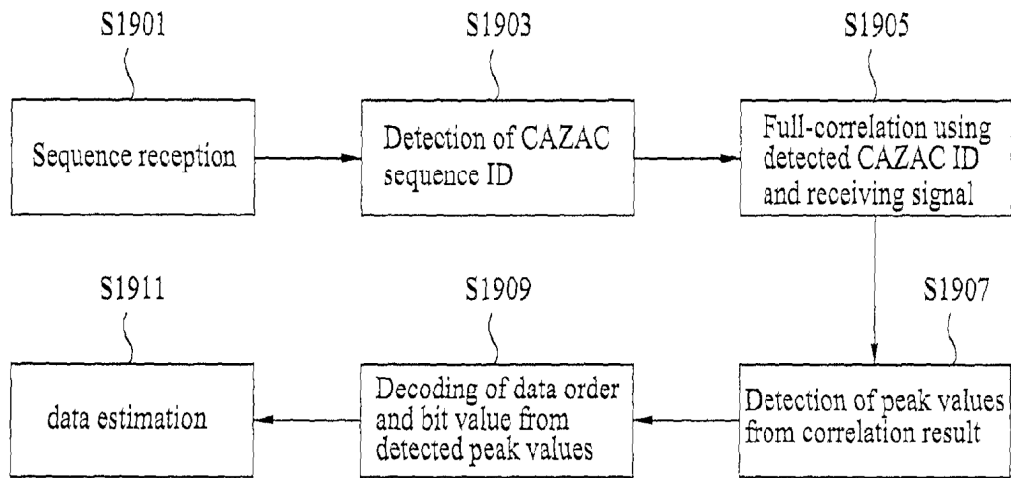 S1901
S1903
S1905
Sequence reception
Detection of CAZAC
sequence ID
Full-correlation using
detected CAZAC ID
and receiving signal
S1911
S1909
S1907
data estimation
Decoding of data order
and bit value from
detected peak values
Detection of peak values
from correlation result